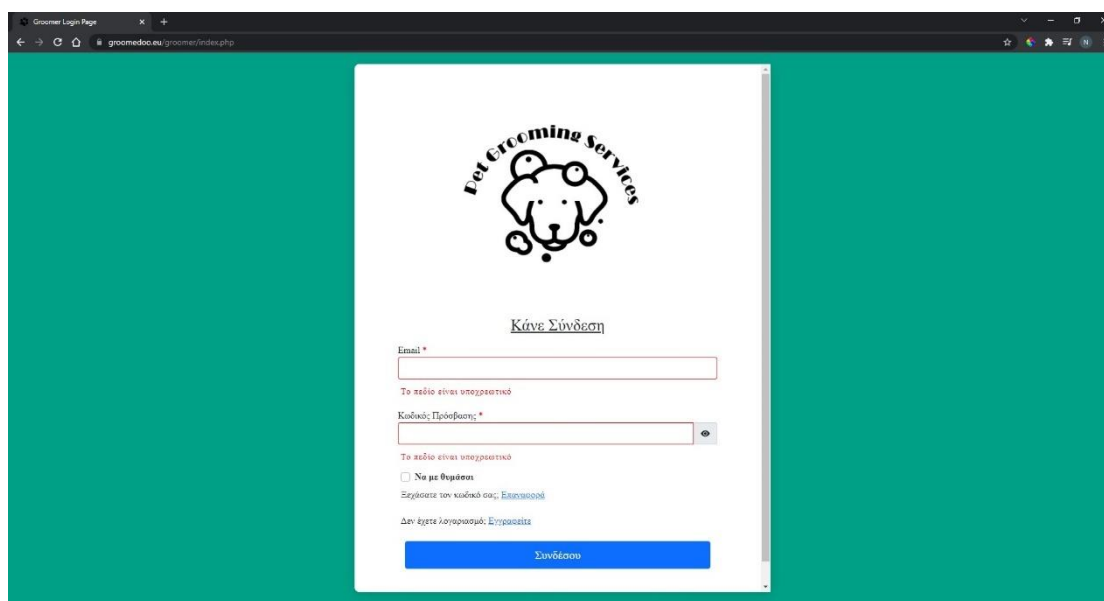 Groomer Login Page
groomedoo.eu/groomer/index.php
N
Pet Grooming Services
Κάνε Σύνδεση
Email *
Το πεδίο είναι υποχρεωτικό
Κωδικός Πρόσβασης *
Το πεδίο είναι υποχρεωτικό
Να με θυμάσαι
Ξεχάσατε τον κωδικό σας; Επαναφορά
Δεν έχετε λογαριασμό; Εγγραφείτε
Συνδέσου